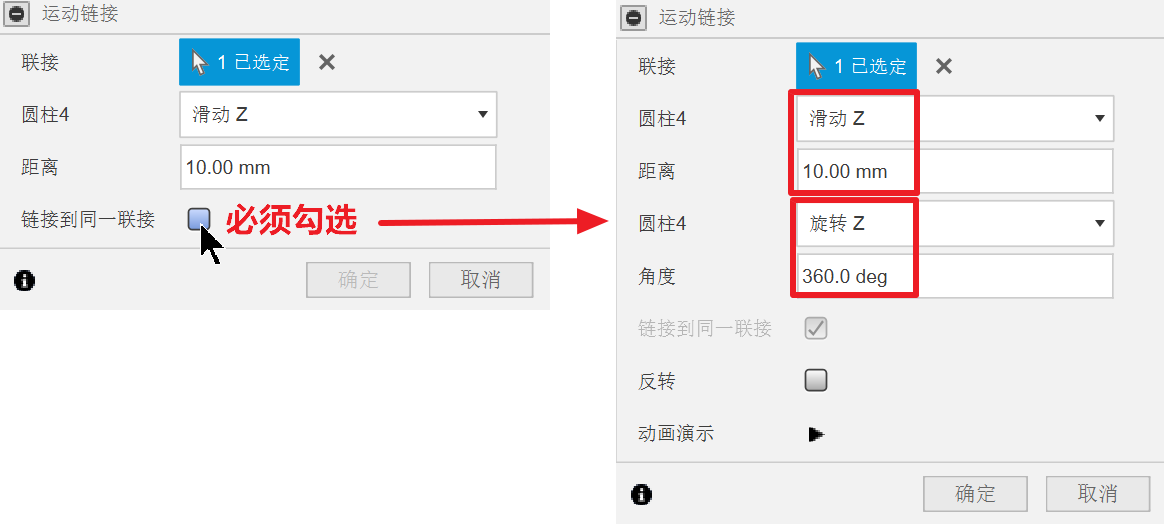 运动链接
联接
1 已选定
圆柱4
滑动 Z
距离
10.00 mm
链接到同一联接
必须勾选
确定
取消
运动链接
联接
1 已选定
圆柱4
滑动 Z
距离
10.00 mm
圆柱4
旋转 Z
角度
360.0 deg
链接到同一联接
反转
动画演示
确定
取消